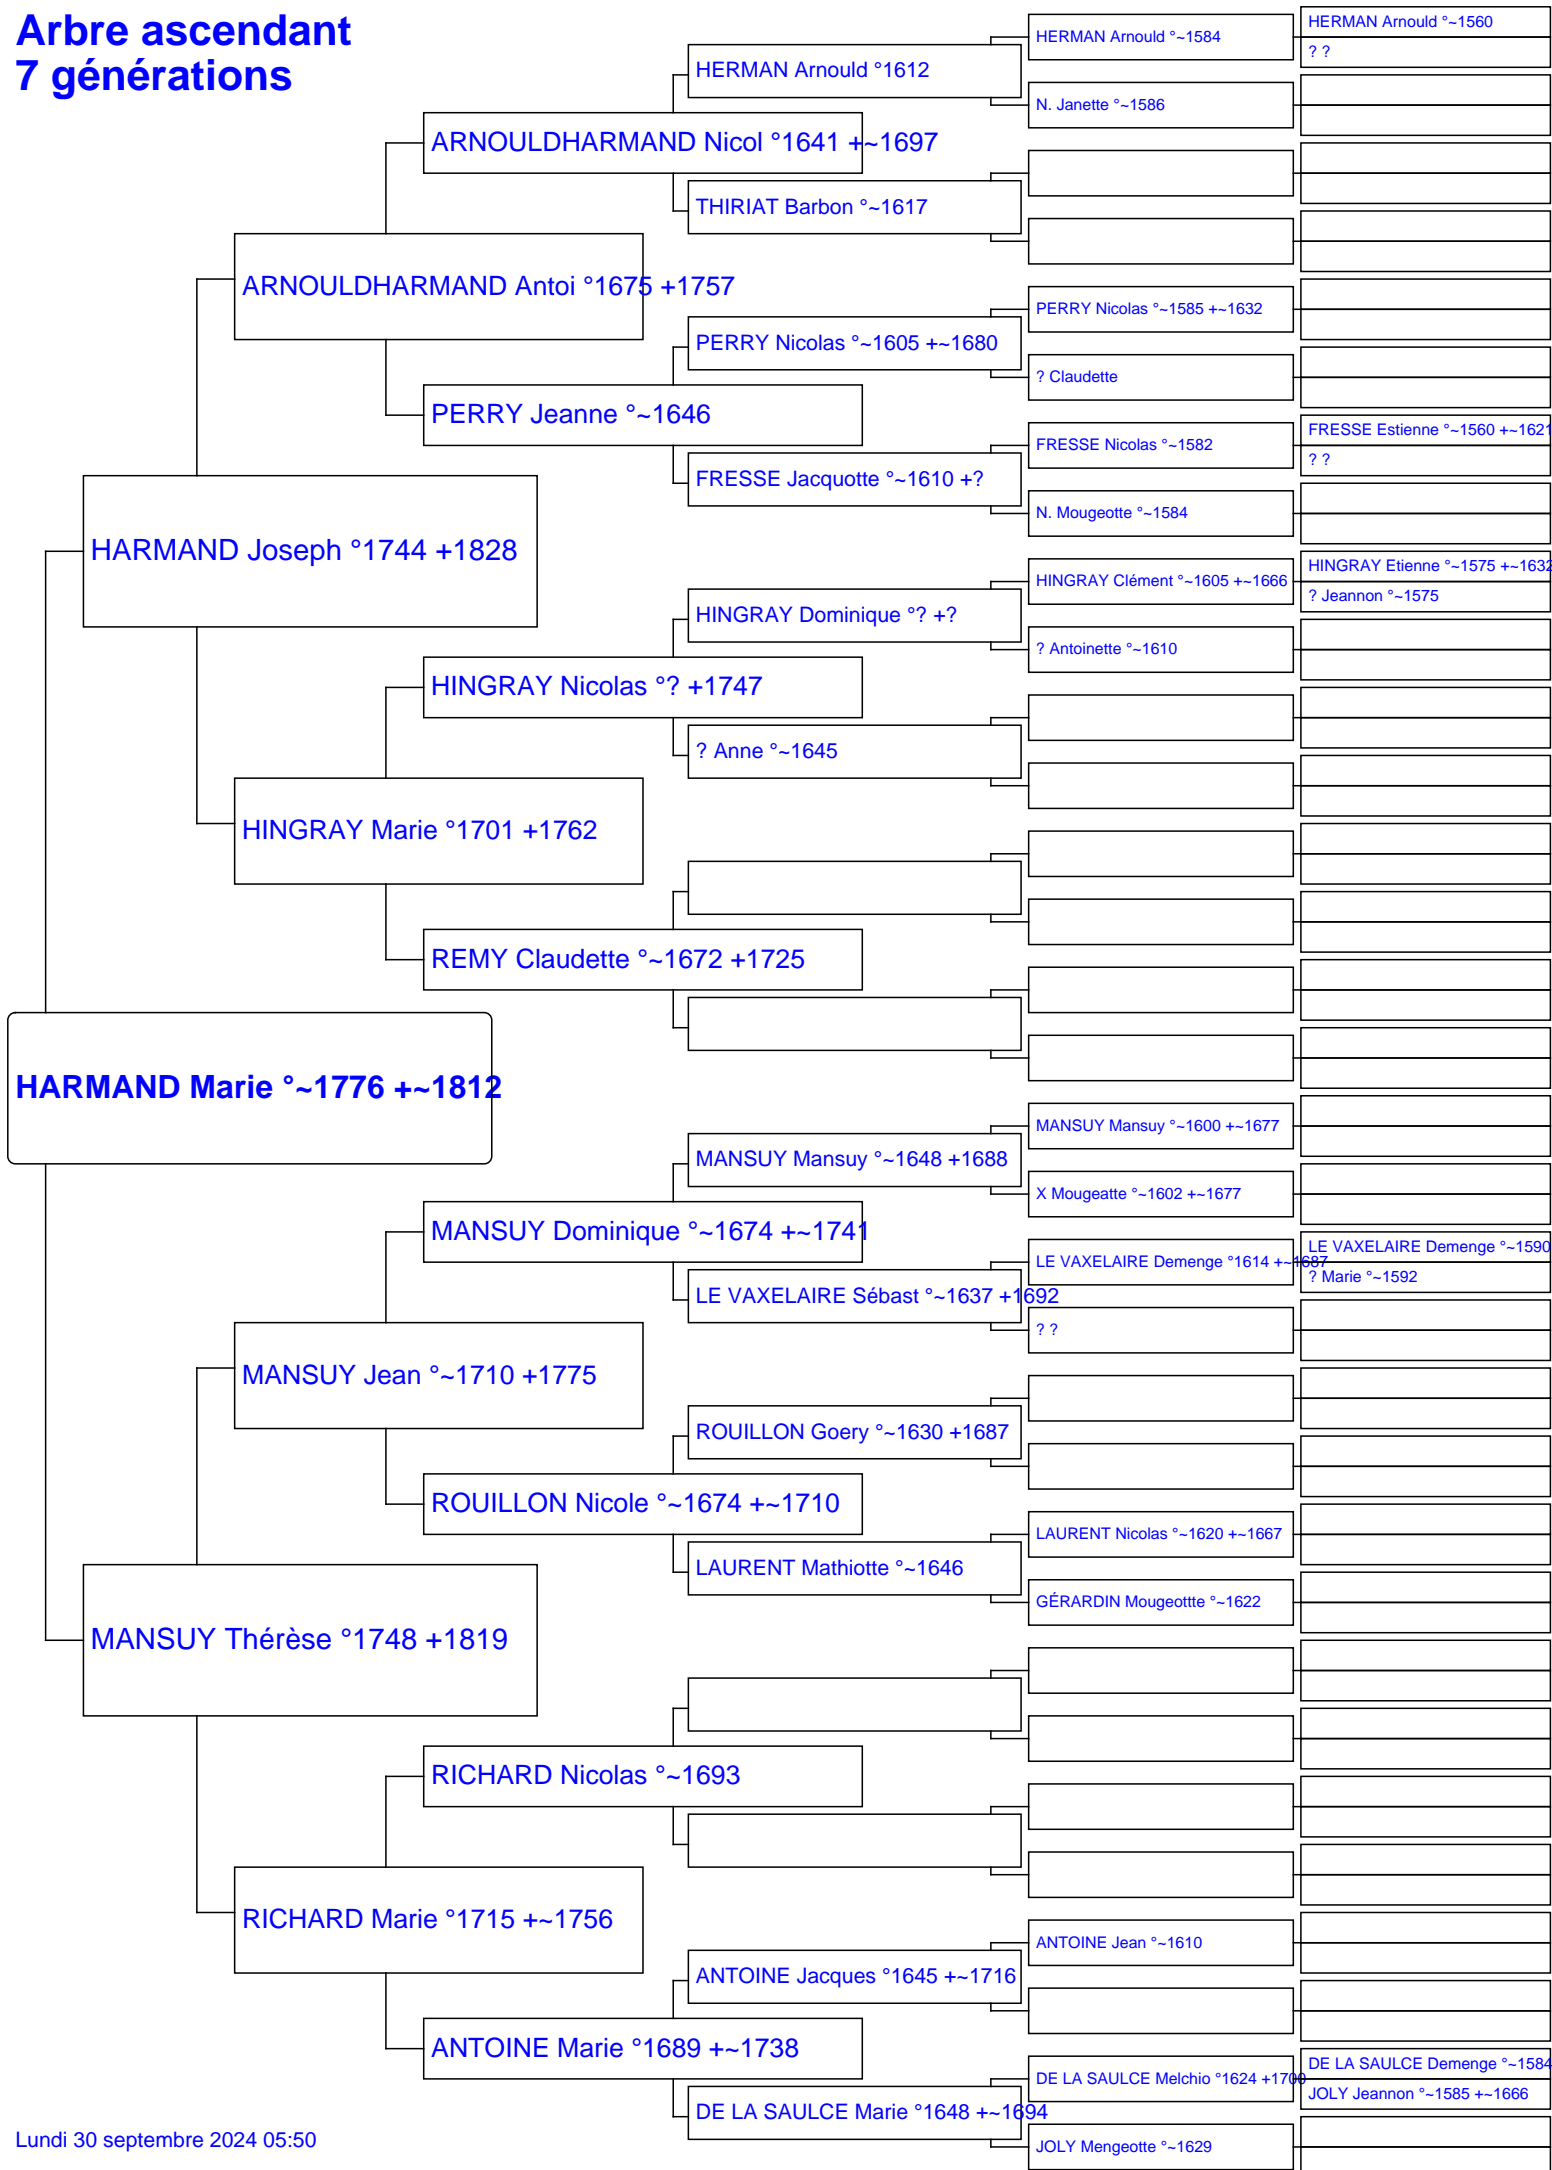 Arbre ascendant
7 générations
HERMAN Arnould °~1560
HERMAN Arnould °~1584
? ?
HERMAN Arnould °1612
N. Janette °~1586
ARNOULDHARMAND Nicol °1641 +~1697
THIRIAT Barbon °~1617
ARNOULDHARMAND Antoi °1675 +1757
PERRY Nicolas °~1585 +~1632
PERRY Nicolas °~1605 +~1680
? Claudette
PERRY Jeanne °~1646
FRESSE Estienne °~1560 +~1621
FRESSE Nicolas °~1582
? ?
FRESSE Jacquotte °~1610 +?
N. Mougeotte °~1584
HARMAND Joseph °1744 +1828
HINGRAY Etienne °~1575 +~1632
HINGRAY Clément °~1605 +~1666
? Jeannon °~1575
HINGRAY Dominique °? +?
? Antoinette °~1610
HINGRAY Nicolas °? +1747
? Anne °~1645
HINGRAY Marie °1701 +1762
REMY Claudette °~1672 +1725
HARMAND Marie °~1776 +~1812
MANSUY Mansuy °~1600 +~1677
MANSUY Mansuy °~1648 +1688
X Mougeatte °~1602 +~1677
MANSUY Dominique °~1674 +~1741
LE VAXELAIRE Demenge °~1590
LE VAXELAIRE Demenge °1614 +~1687
? Marie °~1592
LE VAXELAIRE Sébast °~1637 +1692
? ?
MANSUY Jean °~1710 +1775
ROUILLON Goery °~1630 +1687
ROUILLON Nicole °~1674 +~1710
LAURENT Nicolas °~1620 +~1667
LAURENT Mathiotte °~1646
GÉRARDIN Mougeottte °~1622
MANSUY Thérèse °1748 +1819
RICHARD Nicolas °~1693
RICHARD Marie °1715 +~1756
ANTOINE Jean °~1610
ANTOINE Jacques °1645 +~1716
ANTOINE Marie °1689 +~1738
DE LA SAULCE Demenge °~1584
DE LA SAULCE Melchio °1624 +1700
JOLY Jeannon °~1585 +~1666
DE LA SAULCE Marie °1648 +~1694
JOLY Mengeotte °~1629
Lundi 30 septembre 2024 05:50